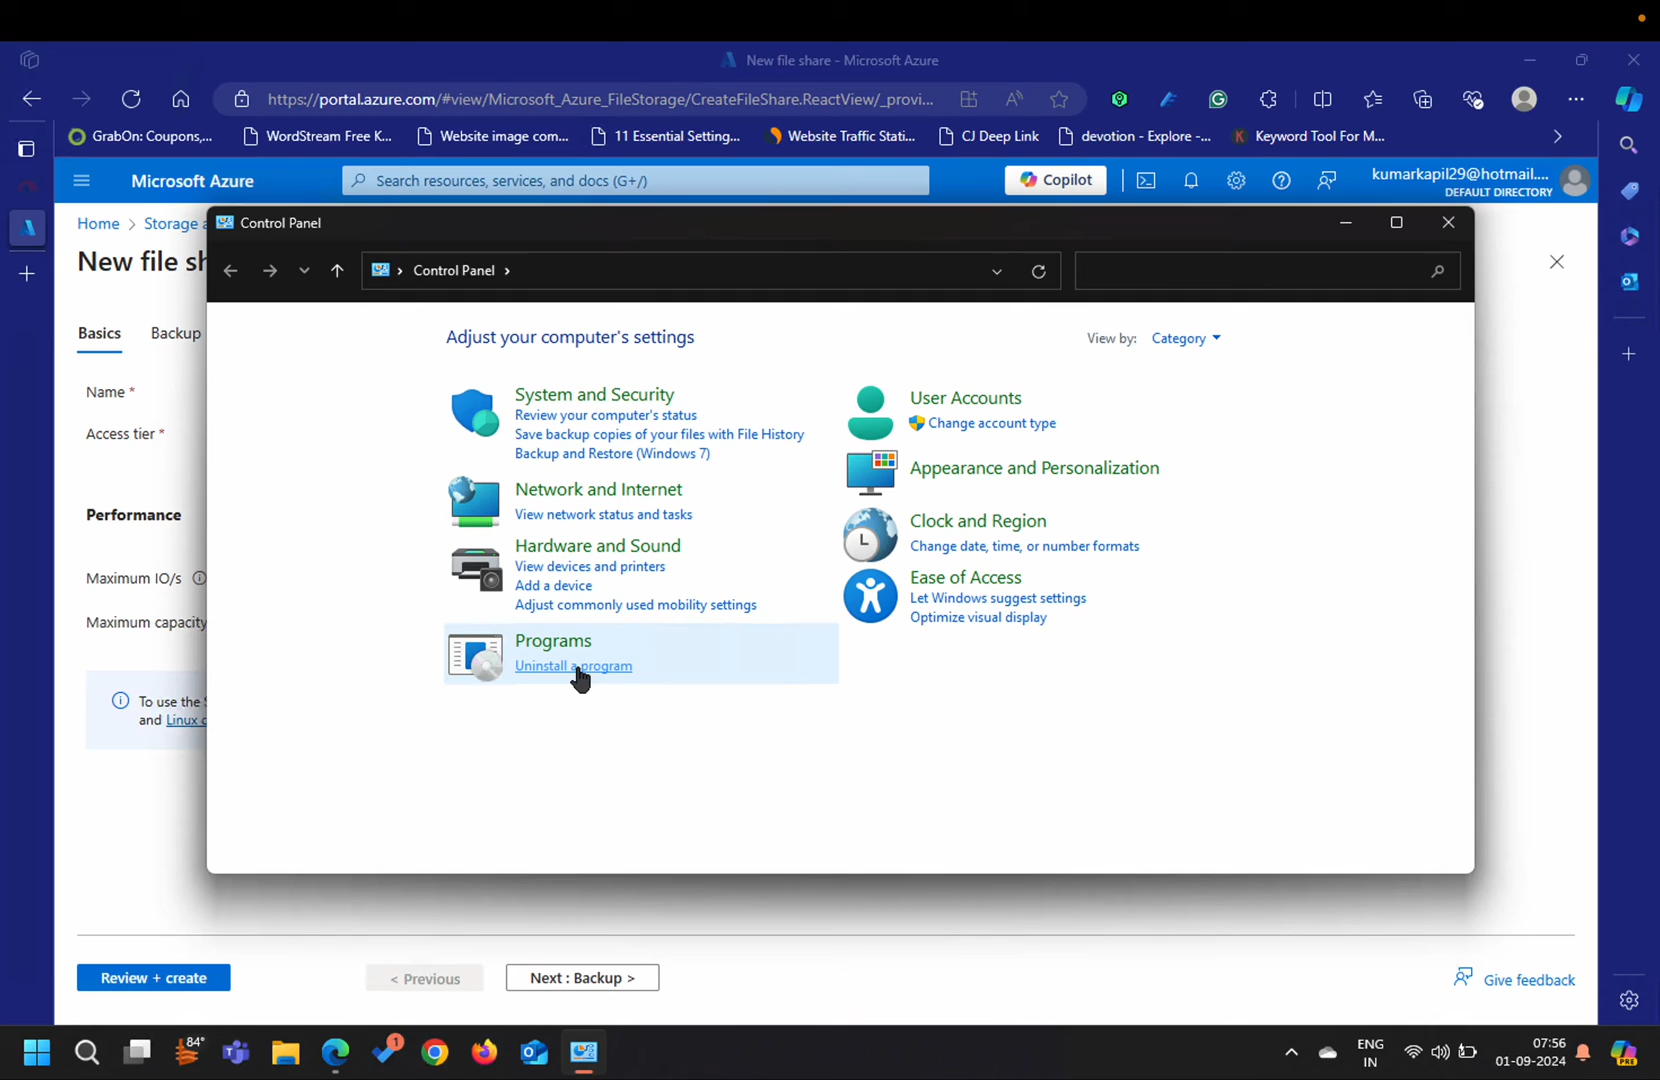 New file share - Microsoft Azure
https://portal.azure.com/#view/Microsoft_Azure_FileStorage/CreateFileShare.ReactView/_provi...
GrabOn: Coupons,...
WordStream Free K...
Website image com...
11 Essential Setting...
Website Traffic Stati...
CJ Deep Link
devotion - Explore -...
Keyword Tool For M...
Microsoft Azure
Search resources, services, and docs (G+/)
Copilot
kumarkapil29@hotmail....
DEFAULT DIRECTORY
Home > Storage a
New file sh
Basics
Backup
Name *
Access tier *
Performance
Maximum IO/s
Maximum capacity
To use the S
and Linux c
Control Panel
Control Panel
Adjust your computer's settings
View by: Category
System and Security
Review your computer's status
Save backup copies of your files with File History
Backup and Restore (Windows 7)
Network and Internet
View network status and tasks
Hardware and Sound
View devices and printers
Add a device
Adjust commonly used mobility settings
Programs
Uninstall a program
User Accounts
Change account type
Appearance and Personalization
Clock and Region
Change date, time, or number formats
Ease of Access
Let Windows suggest settings
Optimize visual display
Review + create
< Previous
Next : Backup >
Give feedback
84°
1
ENG
IN
07:56
01-09-2024
PRE